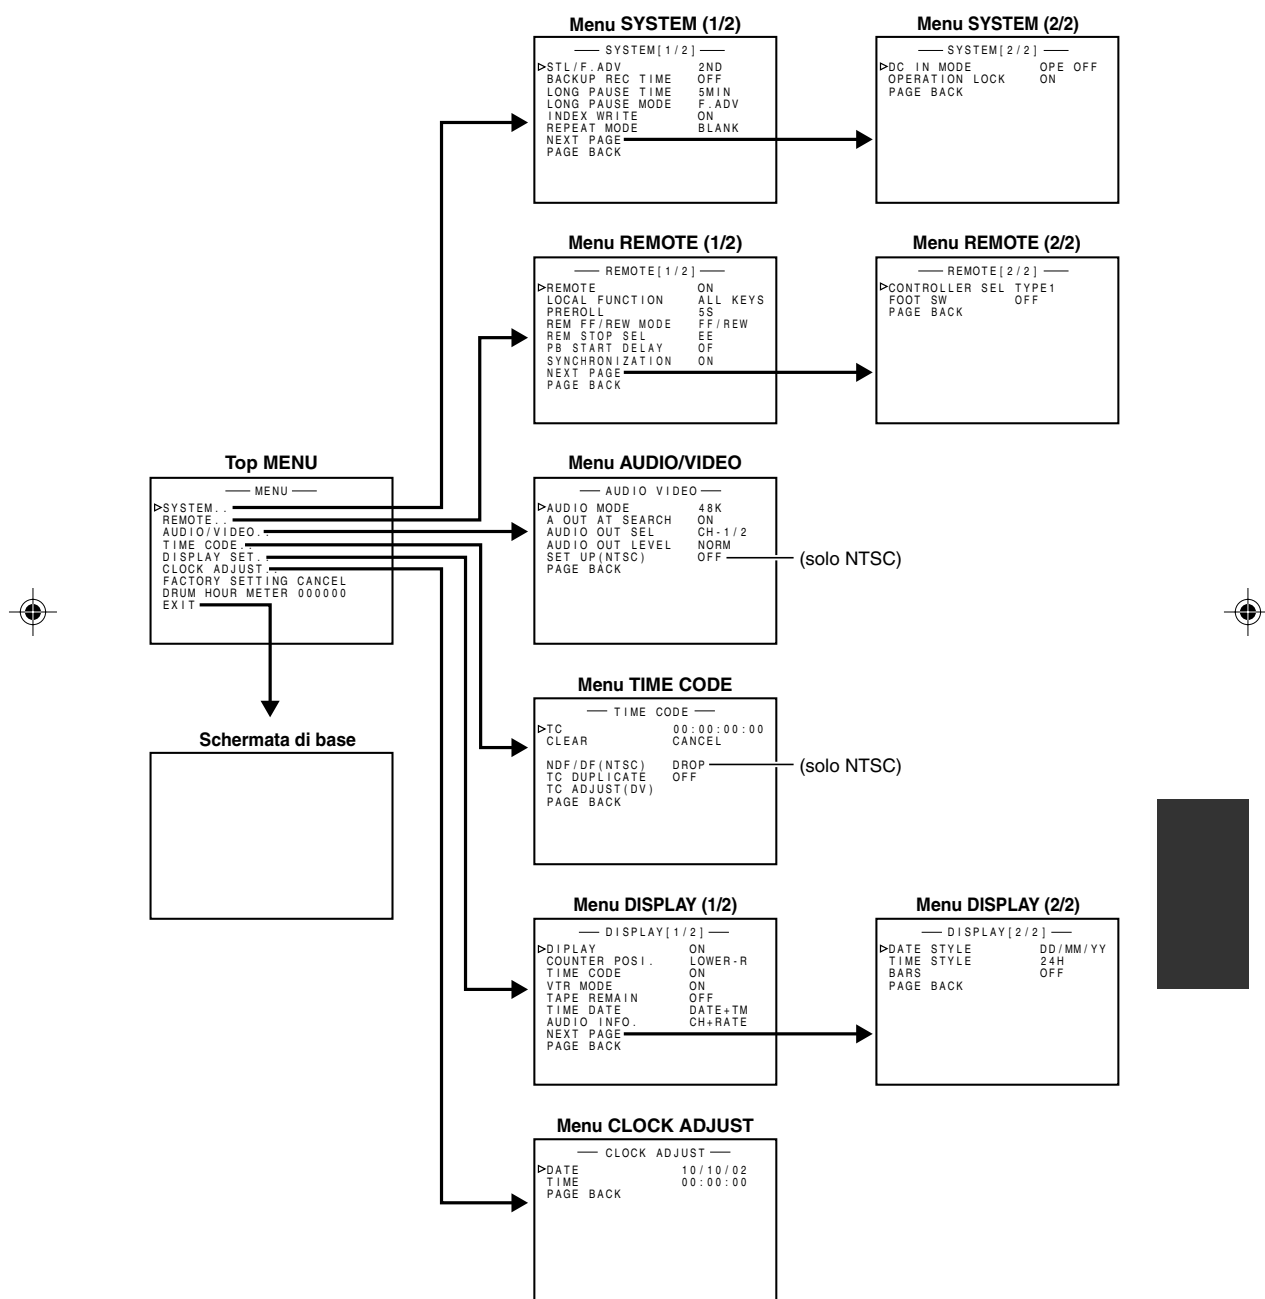 Menu SYSTEM (1/2)
SYSTEM[1/2]
STL/F.ADV 2ND
BACKUP REC TIME OFF
LONG PAUSE TIME 5MIN
LONG PAUSE MODE F.ADV
INDEX WRITE ON
REPEAT MODE BLANK
NEXT PAGE
PAGE BACK
Menu SYSTEM (2/2)
SYSTEM[2/2]
DC IN MODE OPE OFF
OPERATION LOCK ON
PAGE BACK
Menu REMOTE (1/2)
REMOTE[1/2]
REMOTE ON
LOCAL FUNCTION ALL KEYS
PREROLL 5S
REM FF/REW MODE FF/REW
REM STOP SEL EE
PB START DELAY OF
SYNCHRONIZATION ON
NEXT PAGE
PAGE BACK
Menu REMOTE (2/2)
REMOTE[2/2]
CONTROLLER SEL TYPE1
FOOT SW OFF
PAGE BACK
Top MENU
MENU
SYSTEM..
REMOTE..
AUDIO/VIDEO..
TIME CODE..
DISPLAY SET..
CLOCK ADJUST..
FACTORY SETTING CANCEL
DRUM HOUR METER 000000
EXIT
Menu AUDIO/VIDEO
AUDIO VIDEO
AUDIO MODE 48K
A OUT AT SEARCH ON
AUDIO OUT SEL CH-1/2
AUDIO OUT LEVEL NORM
SET UP(NTSC) OFF
PAGE BACK
(solo NTSC)
Schermata di base
Menu TIME CODE
TIME CODE
TC 00:00:00:00
CLEAR CANCEL
NDF/DF(NTSC) DROP
TC DUPLICATE OFF
TC ADJUST(DV)
PAGE BACK
(solo NTSC)
Menu DISPLAY (1/2)
DISPLAY[1/2]
DIPLAY ON
COUNTER POSI. LOWER-R
TIME CODE ON
VTR MODE ON
TAPE REMAIN OFF
TIME DATE DATE+TM
AUDIO INFO. CH+RATE
NEXT PAGE
PAGE BACK
Menu DISPLAY (2/2)
DISPLAY[2/2]
DATE STYLE DD/MM/YY
TIME STYLE 24H
BARS OFF
PAGE BACK
Menu CLOCK ADJUST
CLOCK ADJUST
DATE 10/10/02
TIME 00:00:00
PAGE BACK